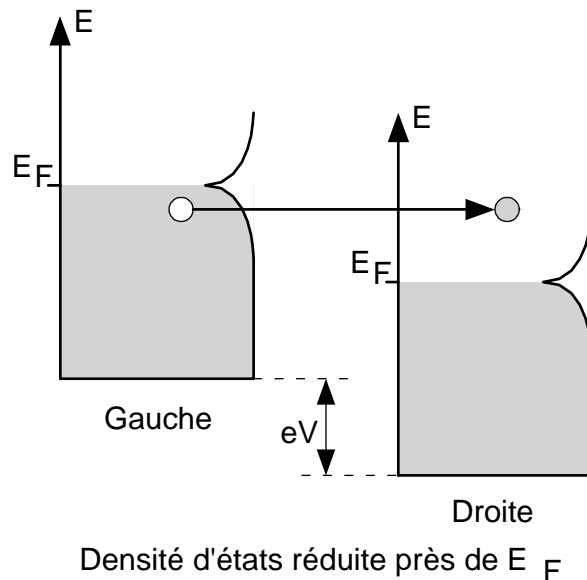 E
E
E_F
E_F
Gauche
eV
Droite
Densité d'états réduite près de E_F